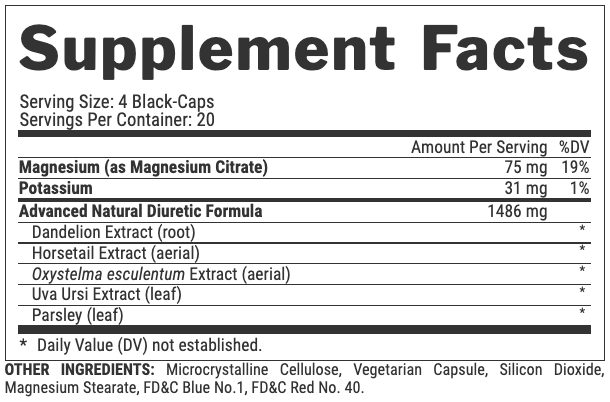 Supplement Facts
Serving Size: 4 Black-Caps
Servings Per Container: 20
Amount Per Serving %DV
Magnesium (as Magnesium Citrate) 75 mg 19%
Potassium 31 mg 1%
Advanced Natural Diuretic Formula 1486 mg
Dandelion Extract (root) *
Horsetail Extract (aerial) *
Oxystelma esculentum Extract (aerial) *
Uva Ursi Extract (leaf) *
Parsley (leaf) *
* Daily Value (DV) not established.
OTHER INGREDIENTS: Microcrystalline Cellulose, Vegetarian Capsule, Silicon Dioxide,
Magnesium Stearate, FD&C Blue No.1, FD&C Red No. 40.